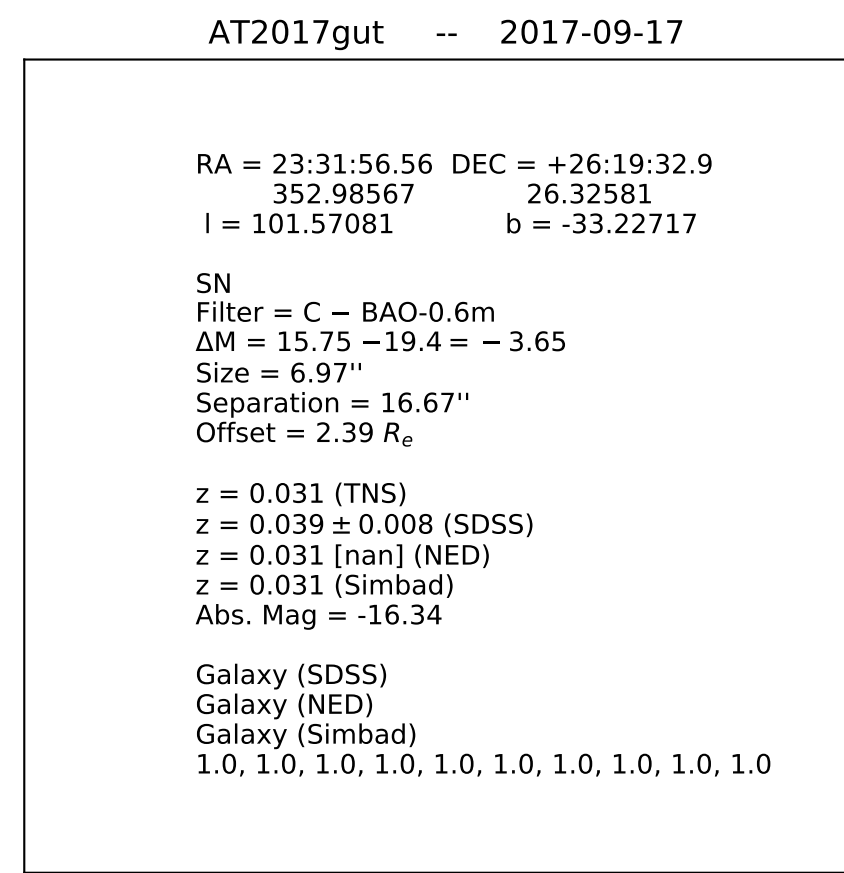 AT2017gut -- 2017-09-17
RA = 23:31:56.56 DEC = +26:19:32.9
352.98567 26.32581
l = 101.57081 b = -33.22717
SN
Filter = C − BAO-0.6m
ΔM = 15.75 −19.4 = − 3.65
Size = 6.97''
Separation = 16.67''
Offset = 2.39 Rₑ
z = 0.031 (TNS)
z = 0.039 ± 0.008 (SDSS)
z = 0.031 [nan] (NED)
z = 0.031 (Simbad)
Abs. Mag = -16.34
Galaxy (SDSS)
Galaxy (NED)
Galaxy (Simbad)
1.0, 1.0, 1.0, 1.0, 1.0, 1.0, 1.0, 1.0, 1.0, 1.0